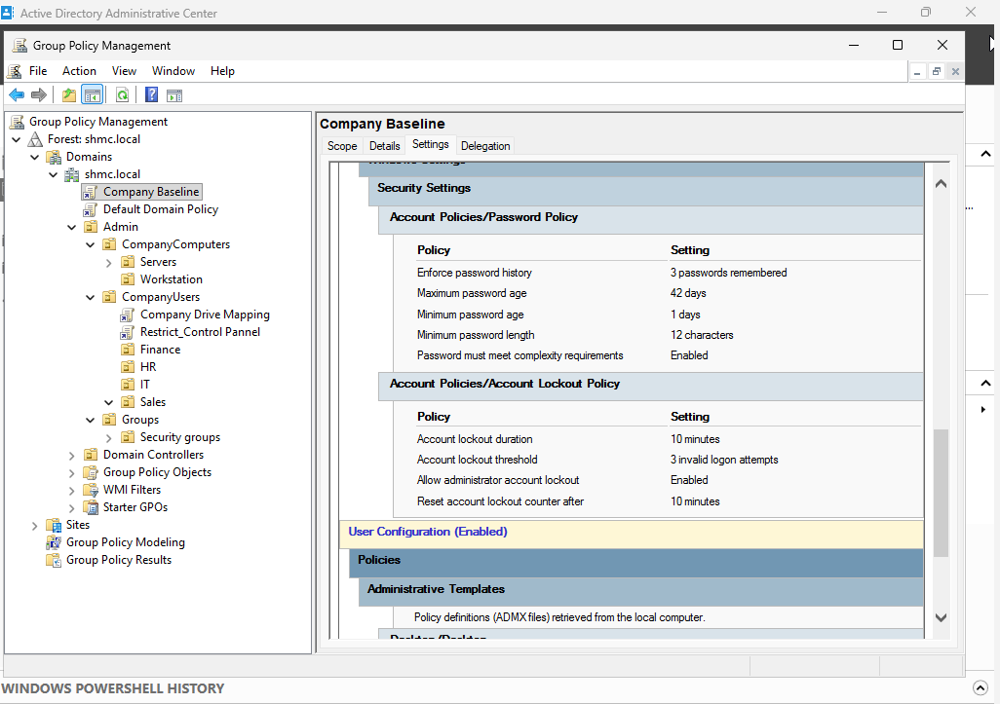 Active Directory Administrative Center
Group Policy Management
File Action View Window Help
Group Policy Management
Forest: shmc.local
Domains
shmc.local
Company Baseline
Default Domain Policy
Admin
CompanyComputers
Servers
Workstation
CompanyUsers
Company Drive Mapping
Restrict_Control Pannel
Finance
HR
IT
Sales
Groups
Security groups
Domain Controllers
Group Policy Objects
WMI Filters
Starter GPOs
Sites
Group Policy Modeling
Group Policy Results
Company Baseline
Scope Details Settings Delegation
Windows Settings
Security Settings
Account Policies/Password Policy
Policy Setting
Enforce password history 3 passwords remembered
Maximum password age 42 days
Minimum password age 1 days
Minimum password length 12 characters
Password must meet complexity requirements Enabled
Account Policies/Account Lockout Policy
Policy Setting
Account lockout duration 10 minutes
Account lockout threshold 3 invalid logon attempts
Allow administrator account lockout Enabled
Reset account lockout counter after 10 minutes
User Configuration (Enabled)
Policies
Administrative Templates
Policy definitions (ADMX files) retrieved from the local computer.
Desktop/Desktop
...
WINDOWS POWERSHELL HISTORY